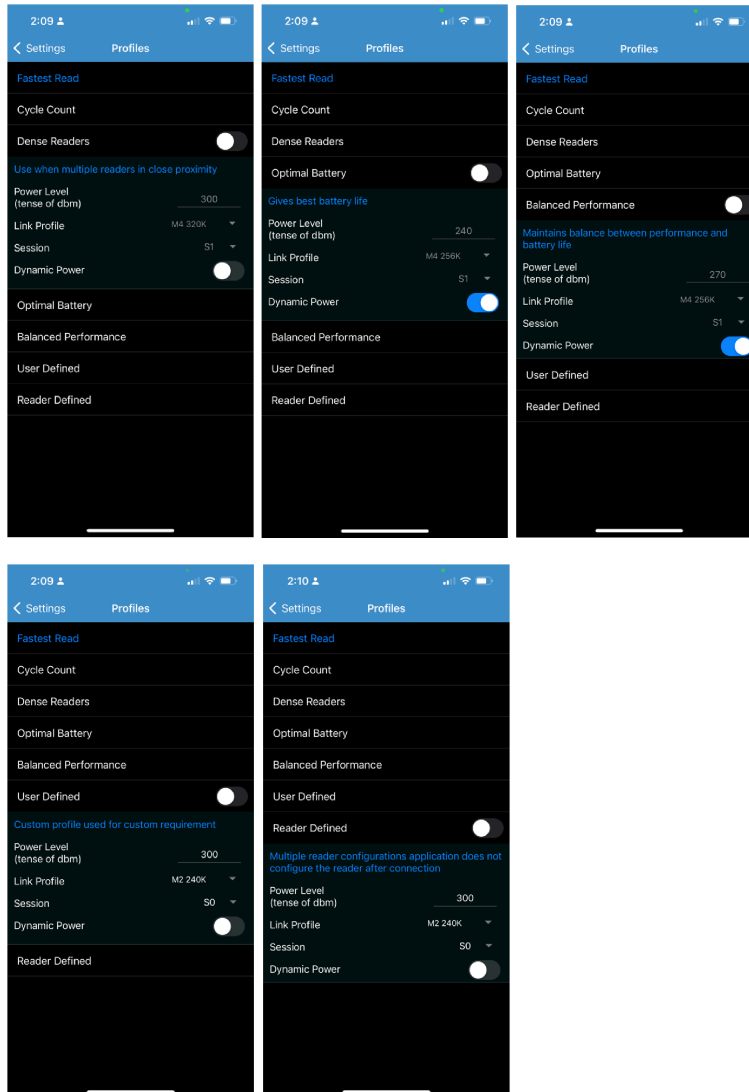 2:09
Settings Profiles
Fastest Read
Cycle Count
Dense Readers
Use when multiple readers in close proximity
Power Level
(tense of dbm) 300
Link Profile M4 320K
Session S1
Dynamic Power
Optimal Battery
Balanced Performance
User Defined
Reader Defined
2:09
Settings Profiles
Fastest Read
Cycle Count
Dense Readers
Optimal Battery
Gives best battery life
Power Level
(tense of dbm) 240
Link Profile M4 256K
Session S1
Dynamic Power
Balanced Performance
User Defined
Reader Defined
2:09
Settings Profiles
Fastest Read
Cycle Count
Dense Readers
Optimal Battery
Balanced Performance
Maintains balance between performance and
battery life
Power Level
(tense of dbm) 270
Link Profile M4 256K
Session S1
Dynamic Power
User Defined
Reader Defined
2:09
Settings Profiles
Fastest Read
Cycle Count
Dense Readers
Optimal Battery
Balanced Performance
User Defined
Custom profile used for custom requirement
Power Level
(tense of dbm) 300
Link Profile M2 240K
Session S0
Dynamic Power
Reader Defined
2:10
Settings Profiles
Fastest Read
Cycle Count
Dense Readers
Optimal Battery
Balanced Performance
User Defined
Reader Defined
Multiple reader configurations application does not
configure the reader after connection
Power Level
(tense of dbm) 300
Link Profile M2 240K
Session S0
Dynamic Power